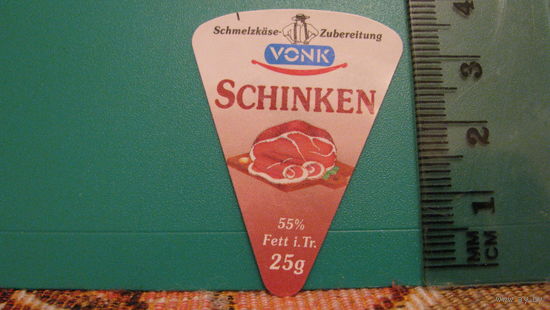 Schmelzkäse- Zubereitung
VONK
SCHINKEN
55%
Fett i.Tr.
25g
4
3
2
1
MM
CM